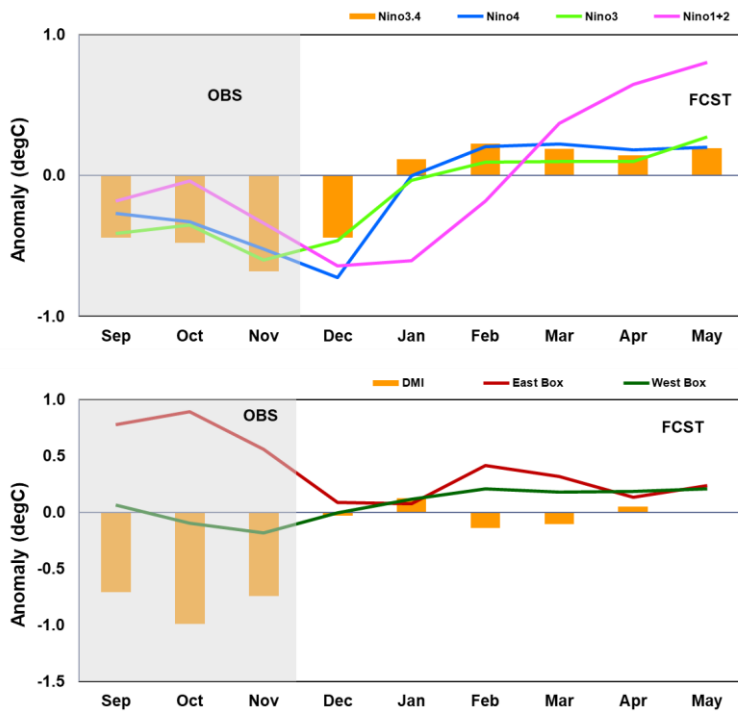 Nino3.4 Nino4 Nino3 Nino1+2
1.0
OBS
FCST
0.0
Anomaly (degC)
-1.0
Sep Oct Nov Dec Jan Feb Mar Apr May
DMI East Box West Box
1.0
OBS
FCST
0.5
0.0
Anomaly (degC)
-0.5
-1.0
-1.5
Sep Oct Nov Dec Jan Feb Mar Apr May